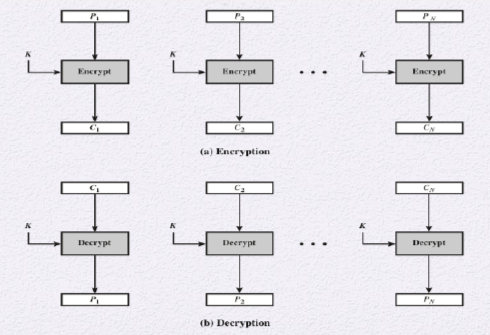 P1 P2 PN
K K K
Encrypt Encrypt • • • Encrypt
C1 C2 CN
(a) Encryption
C1 C2 CN
K K K
Decrypt Decrypt • • • Decrypt
P1 P2 PN
(b) Decryption